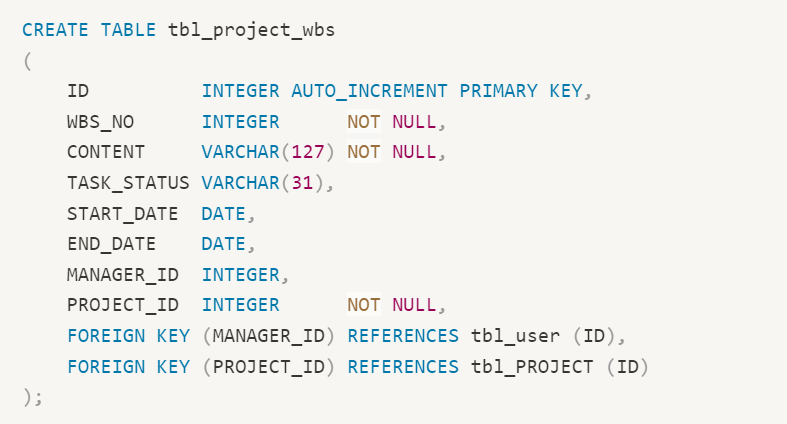 CREATE TABLE tbl_project_wbs
(
    ID          INTEGER AUTO_INCREMENT PRIMARY KEY,
    WBS_NO      INTEGER      NOT NULL,
    CONTENT     VARCHAR(127) NOT NULL,
    TASK_STATUS VARCHAR(31),
    START_DATE  DATE,
    END_DATE    DATE,
    MANAGER_ID  INTEGER,
    PROJECT_ID  INTEGER      NOT NULL,
    FOREIGN KEY (MANAGER_ID) REFERENCES tbl_user (ID),
    FOREIGN KEY (PROJECT_ID) REFERENCES tbl_PROJECT (ID)
);